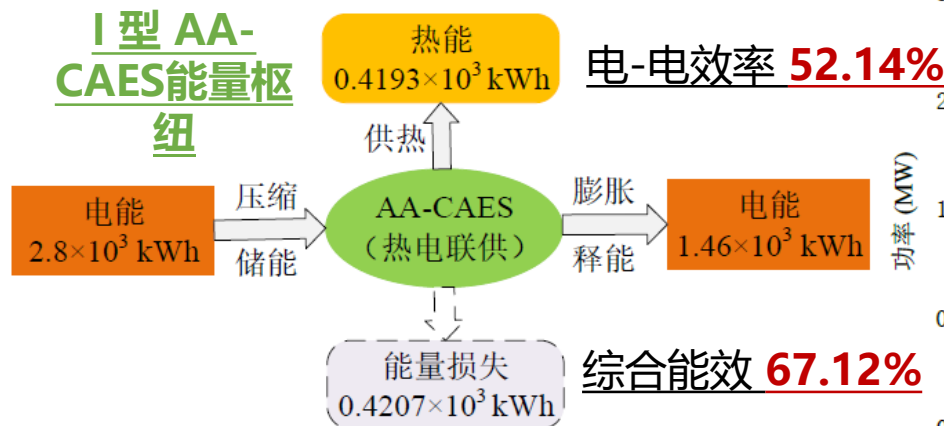 I 型 AA-
CAES能量枢
纽
热能
0.4193×10³ kWh
电-电效率 52.14%
供热
电能
2.8×10³ kWh
压缩
储能
AA-CAES
（热电联供）
膨胀
释能
电能
1.46×10³ kWh
能量损失
0.4207×10³ kWh
综合能效 67.12%
功率 (MW)
2
1
0